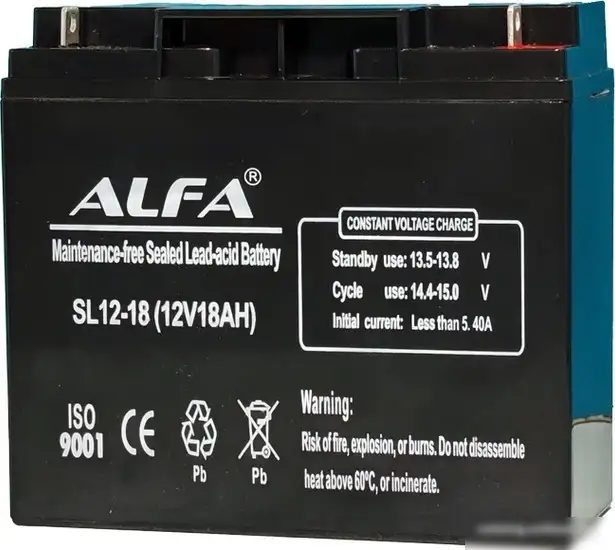 ALFA®
Maintenance-free Sealed Lead-acid Battery
SL12-18 (12V18AH)
CONSTANT VOLTAGE CHARGE
Standby use: 13.5-13.8 V
Cycle use: 14.4-15.0 V
Initial current: Less than 5.40A
ISO
9001
CE
Pb
Pb
Warning:
Risk of fire, explosion, or burns. Do not disassemble
heat above 60ºC, or incinerate.